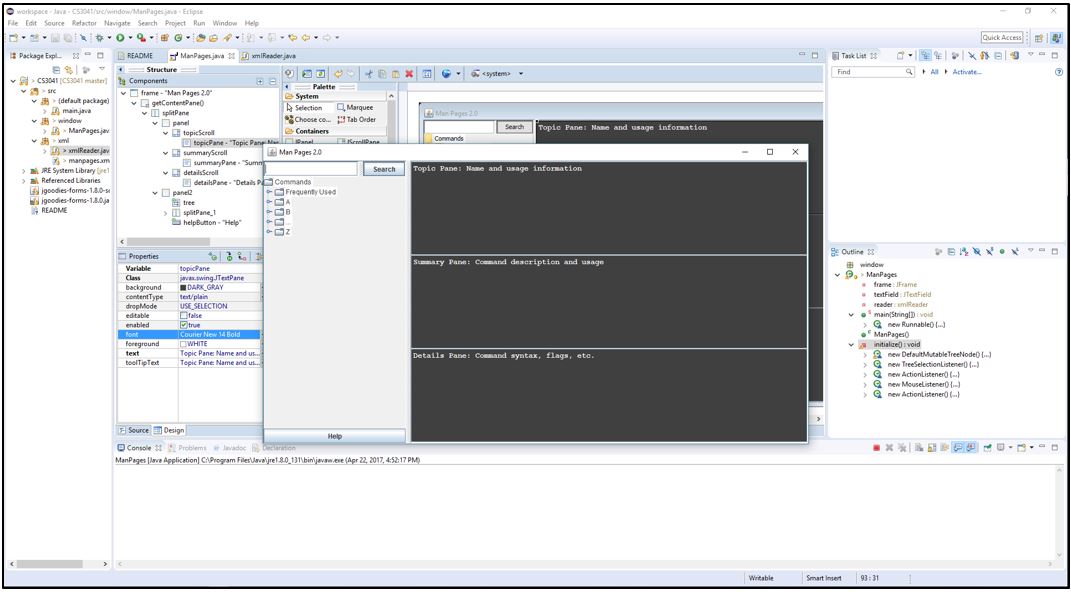 workspace - Java - CS3041/src/window/ManPages.java - Eclipse
File Edit Source Refactor Navigate Search Project Run Window Help
Quick Access
Package Expl...
CS3041 [CS3041 master]
src
(default package)
main.java
window
ManPages.jav
xml
xmlReader.jav
manpages.xm
JRE System Library [jre1
Referenced Libraries
jgoodies-forms-1.8.0-s
jgoodies-forms-1.8.0.ja
README
README ManPages.java xmlReader.java
Structure
Components
frame - "Man Pages 2.0"
getContentPane()
splitPane
panel
topicScroll
topicPane - "Topic Pane: Nam
summaryScroll
summaryPane - "Summ
detailsScroll
detailsPane - "Details Pa
panel2
tree
splitPane_1
helpButton - "Help"
Properties
Variable topicPane
Class javax.swing.JTextPane
background DARK_GRAY
contentType text/plain
dropMode USE_SELECTION
editable false
enabled true
font Courier New 14 Bold
foreground WHITE
text Topic Pane: Name and us...
toolTipText Topic Pane: Name and us...
Source Design
<system>
Palette
System
Selection Marquee
Choose co... Tab Order
Containers
JPanel JScrollPane
Man Pages 2.0
Search
Topic Pane: Name and usage information
Commands
Man Pages 2.0
Search
Commands
Frequently Used
A
B
...
Z
Help
Topic Pane: Name and usage information
Summary Pane: Command description and usage
Details Pane: Command syntax, flags, etc.
Task List
Find All Activate...
Outline
window
ManPages
frame : JFrame
textField : JTextField
reader : xmlReader
main(String[]) : void
new Runnable() {...}
ManPages()
initialize() : void
new DefaultMutableTreeNode() {...}
new TreeSelectionListener() {...}
new ActionListener() {...}
new MouseListener() {...}
new ActionListener() {...}
Console Problems Javadoc Declaration
ManPages [Java Application] C:\Program Files\Java\jre1.8.0_131\bin\javaw.exe (Apr 22, 2017, 4:52:17 PM)
Writable Smart Insert 93 : 31